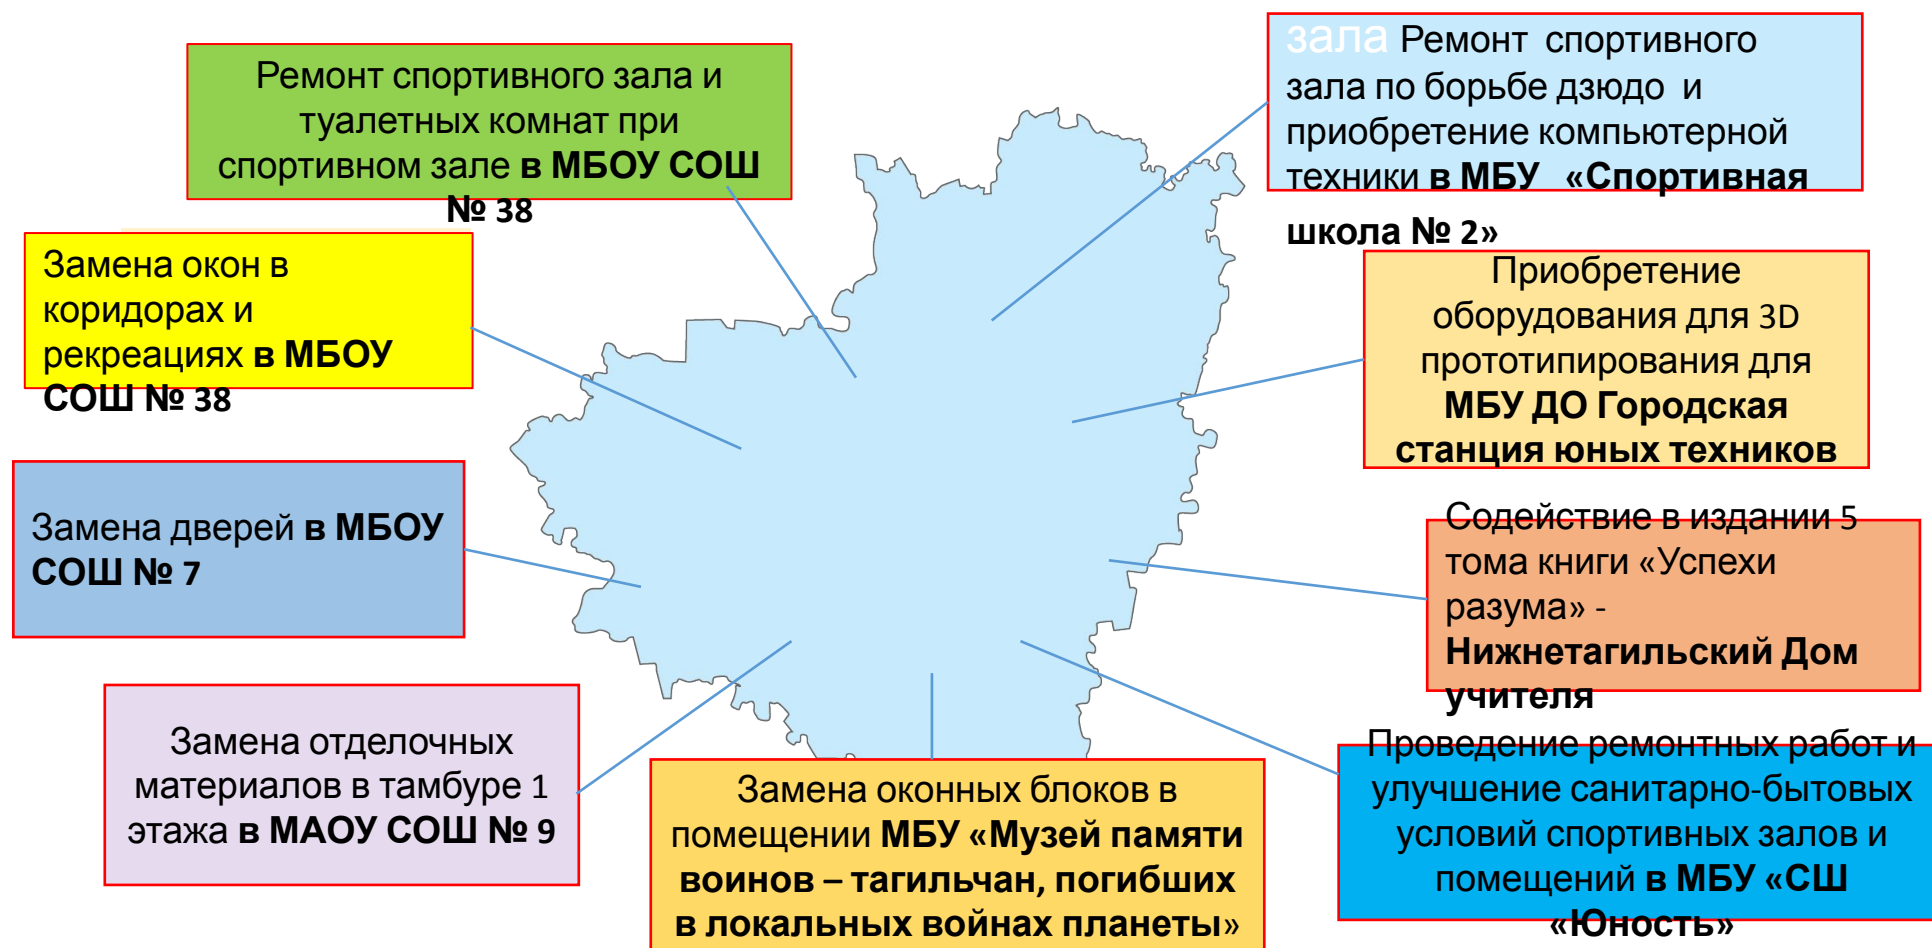 Ремонт спортивного зала и
туалетных комнат при
спортивном зале в МБОУ СОШ
№ 38
зала Ремонт спортивного
зала по борьбе дзюдо и
приобретение компьютерной
техники в МБУ «Спортивная
школа № 2»
Замена окон в
коридорах и
рекреациях в МБОУ
СОШ № 38
Приобретение
оборудования для 3D
прототипирования для
МБУ ДО Городская
станция юных техников
Замена дверей в МБОУ
СОШ № 7
Содействие в издании 5
тома книги «Успехи
разума» -
Нижнетагильский Дом
учителя
Замена отделочных
материалов в тамбуре 1
этажа в МАОУ СОШ № 9
Замена оконных блоков в
помещении МБУ «Музей памяти
воинов – тагильчан, погибших
в локальных войнах планеты»
Проведение ремонтных работ и
улучшение санитарно-бытовых
условий спортивных залов и
помещений в МБУ «СШ
«Юность»